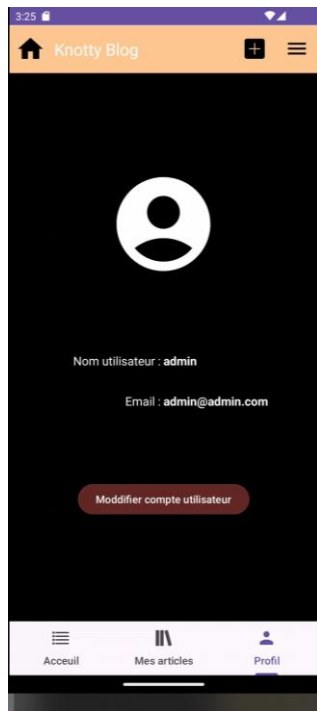 3:25
Knotty Blog
Nom utilisateur : admin
Email : admin@admin.com
Moddifier compte utilisateur
Acceuil Mes articles Profil